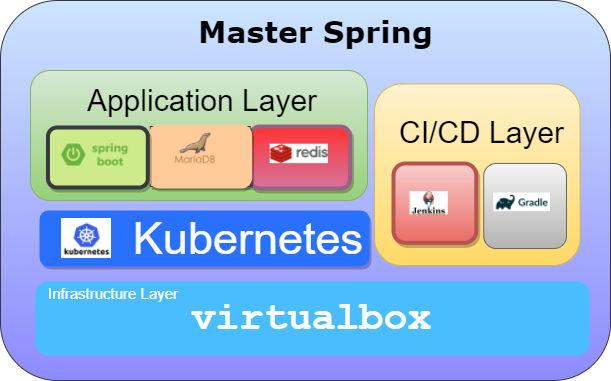 Master Spring
Application Layer
spring
boot
MariaDB
redis
CI/CD Layer
Jenkins
Gradle
kubernetes
Kubernetes
Infrastructure Layer
virtualbox